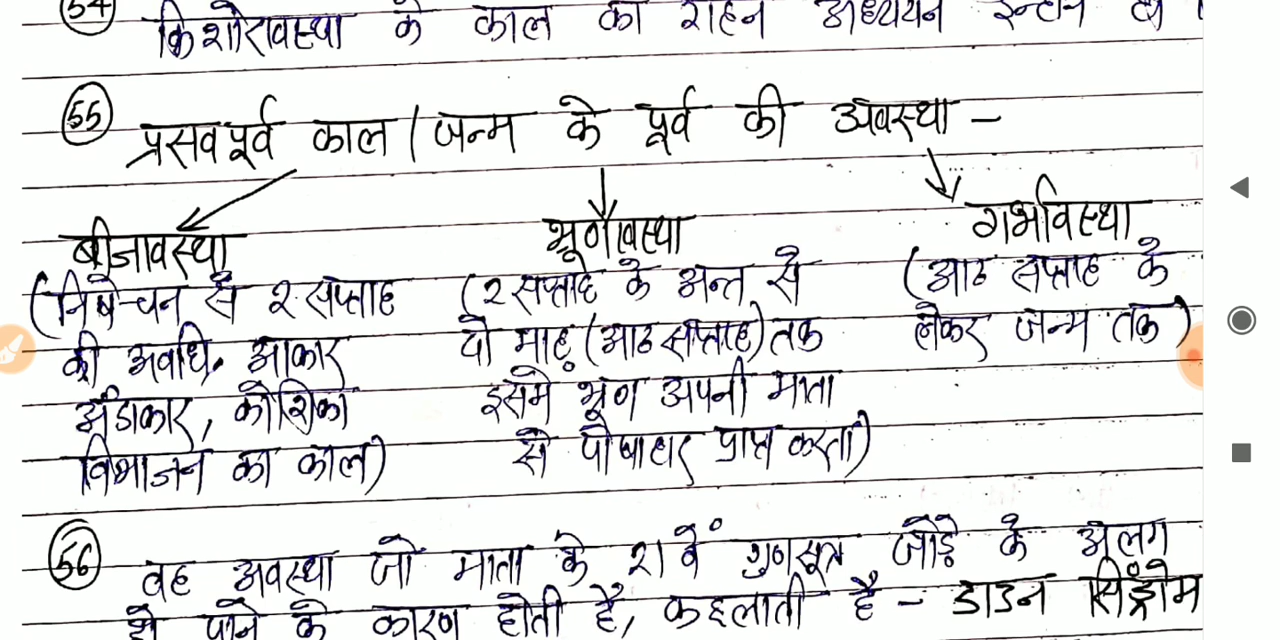 54
किशोरावस्था के काल का गहन अध्ययन
55 प्रसवपूर्व काल / जन्म के पूर्व की अवस्था -
बीजावस्था
(निषेचन से 2 सप्ताह
की अवधि. आकार
अंडाकार, कोशिका
विभाजन का काल)
भ्रूणावस्था
(2 सप्ताह के अन्त से
दो माह (आठ सप्ताह) तक
इसमे भ्रूण अपनी माता
से पोषाहार प्राप्त करता)
गर्भावस्था
(आठ सप्ताह के
लेकर जन्म तक)
56 वह अवस्था जो माता के 21 वें गुणसूत्र जोड़े के अलग
होने के कारण होती है, कहलाती है - डाउन सिंड्रोम